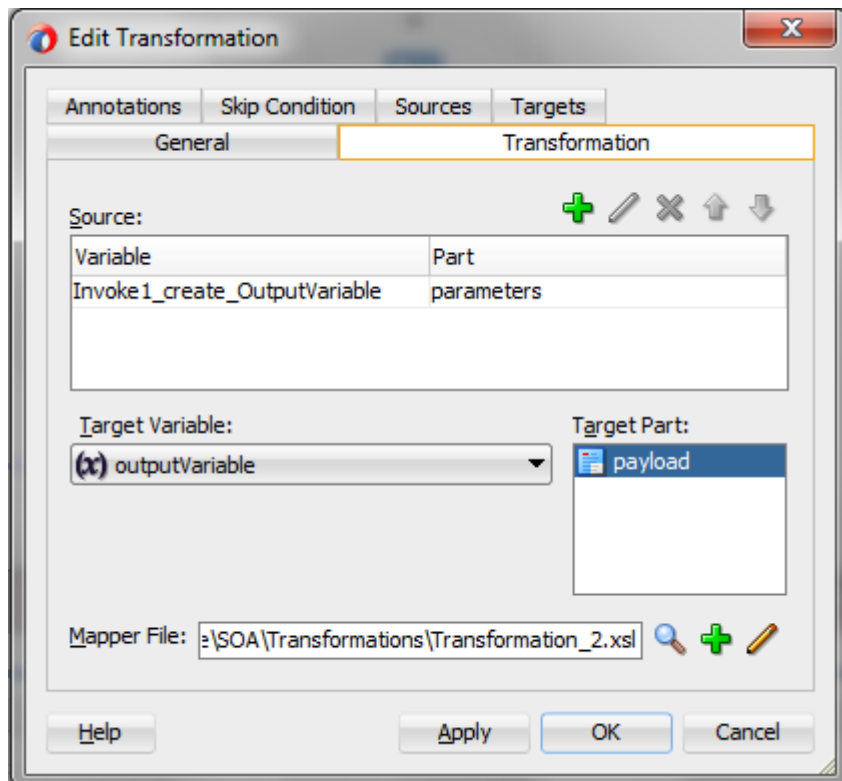 Edit Transformation
Annotations Skip Condition Sources Targets
General Transformation
Source:
Variable Part
Invoke1_create_OutputVariable parameters
Target Variable: Target Part:
(x) outputVariable payload
Mapper File: e\SOA\Transformations\Transformation_2.xsl
Help Apply OK Cancel